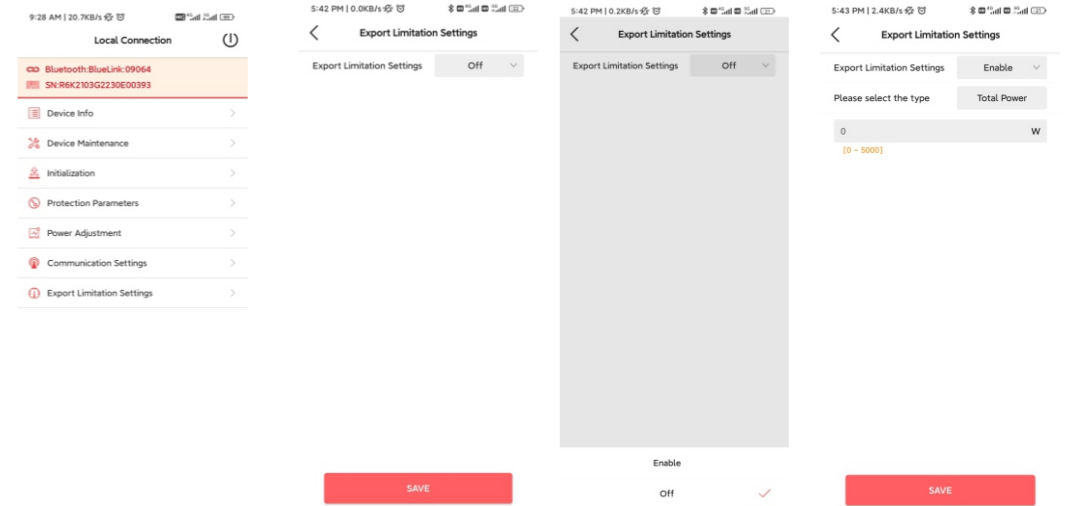 9:28 AM | 20.7KB/s
Local Connection
Bluetooth:BlueLink:09064
SN:R6K2103G2230E00393
Device Info
Device Maintenance
Initialization
Protection Parameters
Power Adjustment
Communication Settings
Export Limitation Settings
5:42 PM | 0.0KB/s
Export Limitation Settings
Export Limitation Settings Off
SAVE
5:42 PM | 0.2KB/s
Export Limitation Settings
Export Limitation Settings Off
Enable
Off
5:43 PM | 2.4KB/s
Export Limitation Settings
Export Limitation Settings Enable
Please select the type Total Power
0 W
[0 ~ 5000]
SAVE